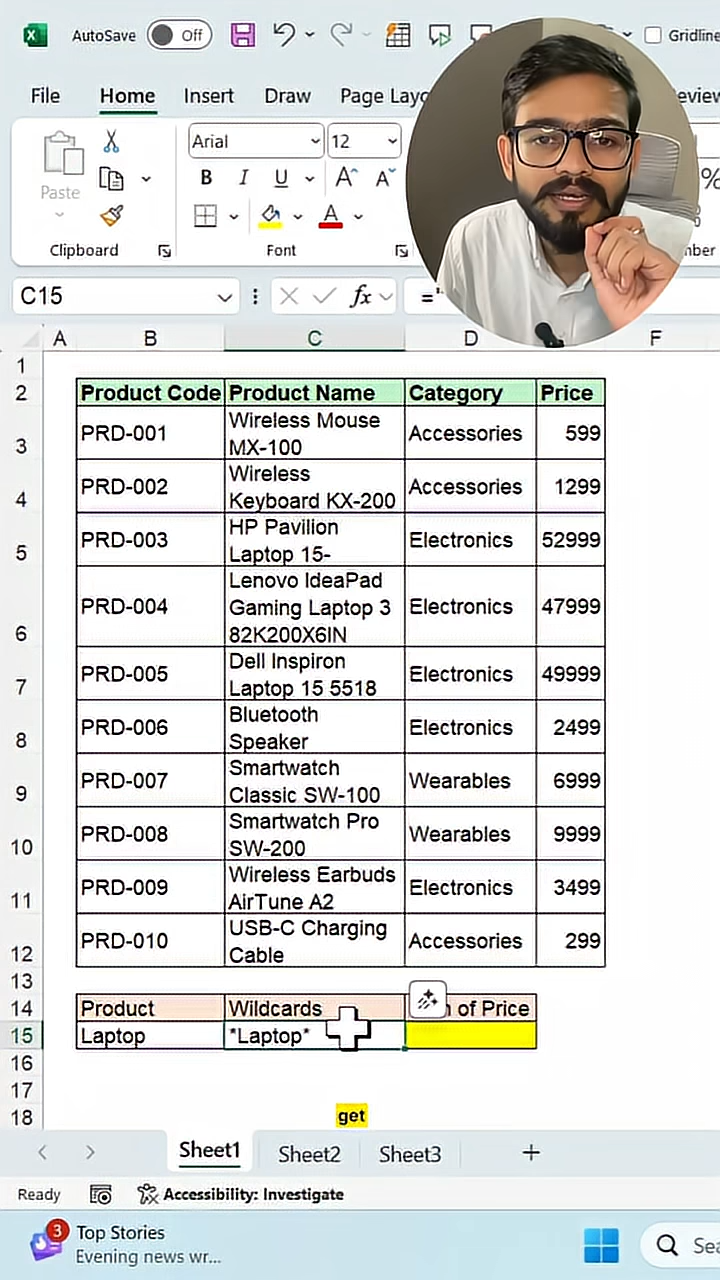 AutoSave Off Gridline
File Home Insert Draw Page Layo eview
Arial 12
Paste B I U A A A %
Clipboard Font ber
C15 fx ="
A B C D F
1
2 Product Code Product Name Category Price
3 PRD-001 Wireless Mouse MX-100 Accessories 599
4 PRD-002 Wireless Keyboard KX-200 Accessories 1299
5 PRD-003 HP Pavilion Laptop 15- Electronics 52999
6 PRD-004 Lenovo IdeaPad Gaming Laptop 3 82K200X6IN Electronics 47999
7 PRD-005 Dell Inspiron Laptop 15 5518 Electronics 49999
8 PRD-006 Bluetooth Speaker Electronics 2499
9 PRD-007 Smartwatch Classic SW-100 Wearables 6999
10 PRD-008 Smartwatch Pro SW-200 Wearables 9999
11 PRD-009 Wireless Earbuds AirTune A2 Electronics 3499
12 PRD-010 USB-C Charging Cable Accessories 299
13
14 Product Wildcards of Price
15 Laptop *Laptop*
16
17
18 get
Sheet1 Sheet2 Sheet3 +
Ready Accessibility: Investigate
3 Top Stories
Evening news wr... Sea